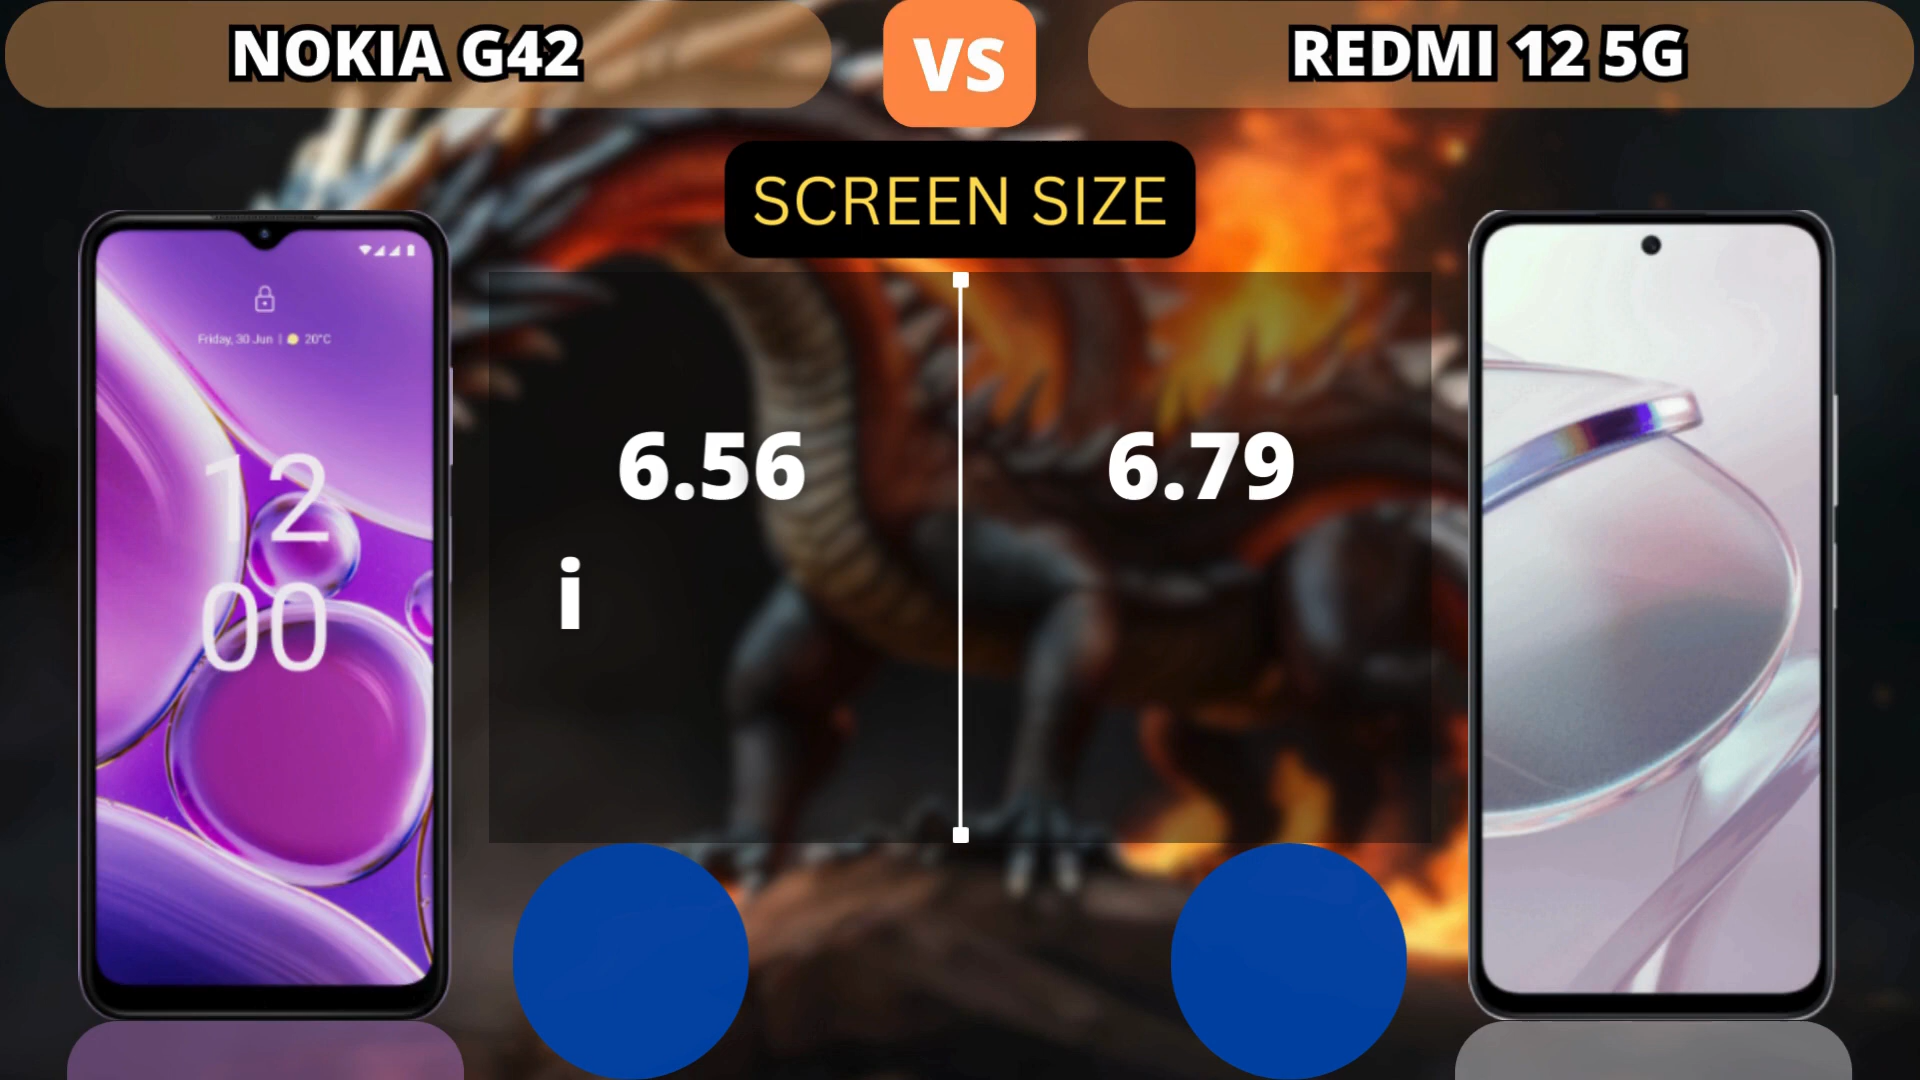 NOKIA G42
VS
REDMI 12 5G
SCREEN SIZE
Friday, 30 Jun | 20°C
12
00
6.56
i
6.79